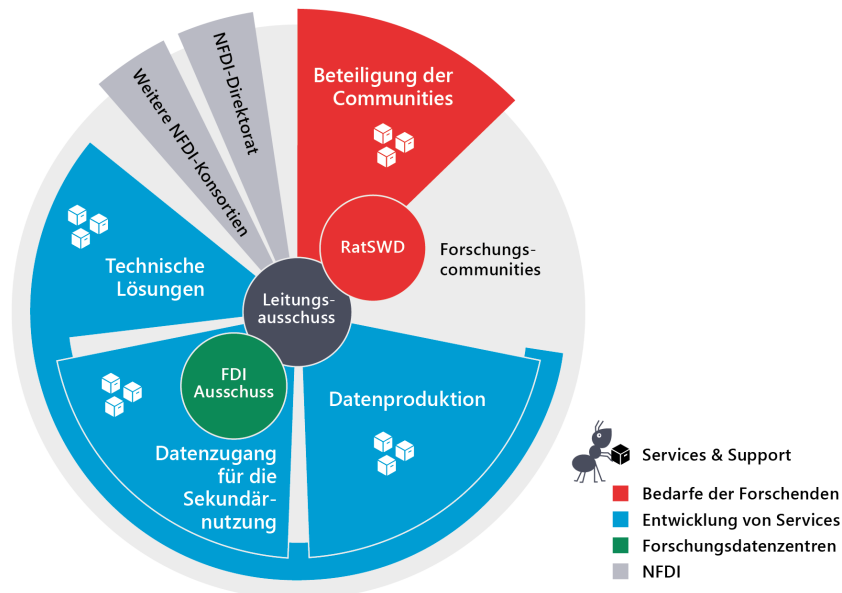 NFDI-Direktorat
Weitere NFDI-Konsortien
Beteiligung der
Communities
RatSWD
Forschungs-
communities
Technische
Lösungen
Leitungs-
ausschuss
FDI
Ausschuss
Datenproduktion
Datenzugang
für die
Sekundär-
nutzung
Services & Support
Bedarfe der Forschenden
Entwicklung von Services
Forschungsdatenzentren
NFDI